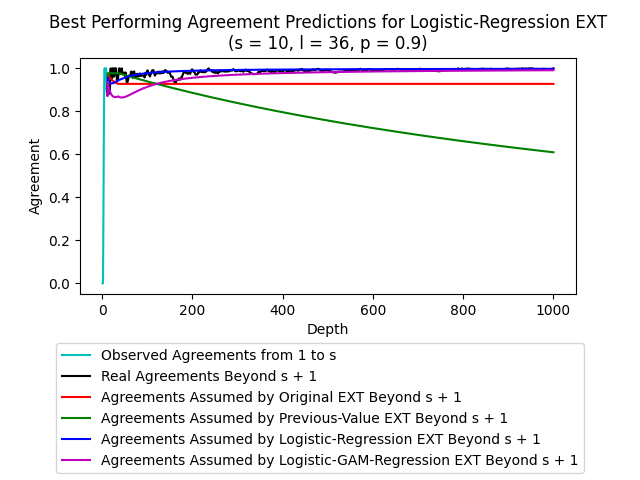 Best Performing Agreement Predictions for Logistic-Regression EXT
(s = 10, l = 36, p = 0.9)
1.0
0.8
0.6
0.4
0.2
0.0
Agreement
0 200 400 600 800 1000
Depth
Observed Agreements from 1 to s
Real Agreements Beyond s + 1
Agreements Assumed by Original EXT Beyond s + 1
Agreements Assumed by Previous-Value EXT Beyond s + 1
Agreements Assumed by Logistic-Regression EXT Beyond s + 1
Agreements Assumed by Logistic-GAM-Regression EXT Beyond s + 1